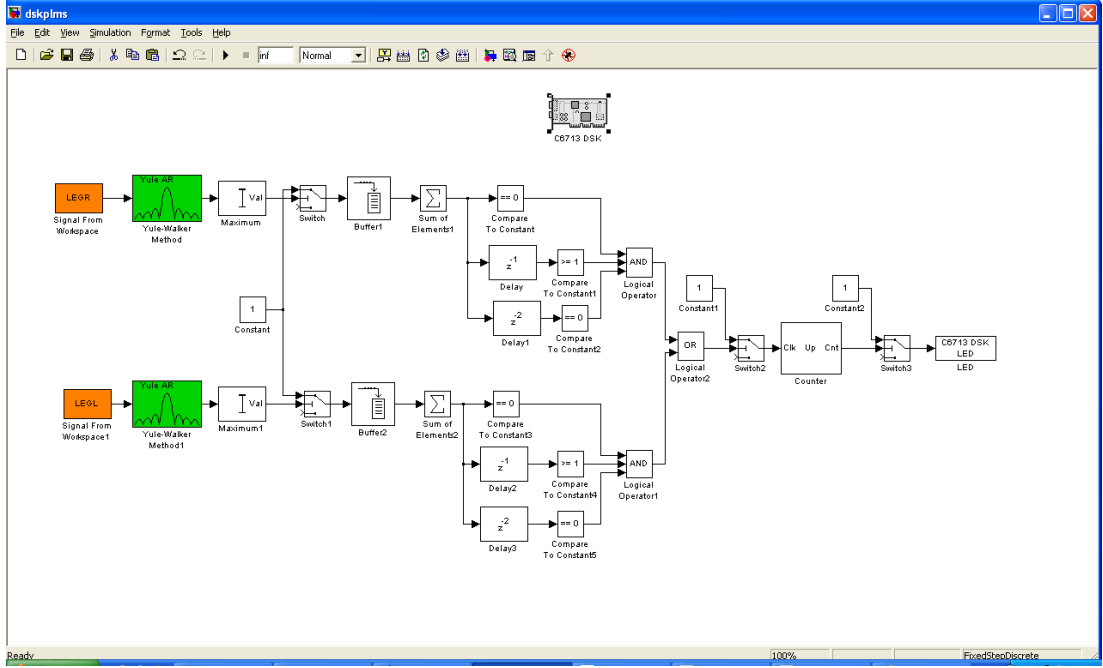 dskplms
File Edit View Simulation Format Tools Help
inf Normal
C6713 DSK
LEGR
Signal From
Workspace
Yule AR
Yule-Walker
Method
Val
Maximum
Switch
Buffer1
Sum of
Elements1
== 0
Compare
To Constant
z-1
Delay
>= 1
Compare
To Constant1
z-2
Delay1
== 0
Compare
To Constant2
AND
Logical
Operator
1
Constant
1
Constant1
1
Constant2
OR
Logical
Operator2
Switch2
Clk Up Cnt
Counter
Switch3
C6713 DSK
LED
LED
LEGL
Signal From
Workspace1
Yule AR
Yule-Walker
Method1
Val
Maximum1
Switch1
Buffer2
Sum of
Elements2
== 0
Compare
To Constant3
z-1
Delay2
>= 1
Compare
To Constant4
z-2
Delay3
== 0
Compare
To Constant5
AND
Logical
Operator1
Ready 100% FixedStepDiscrete